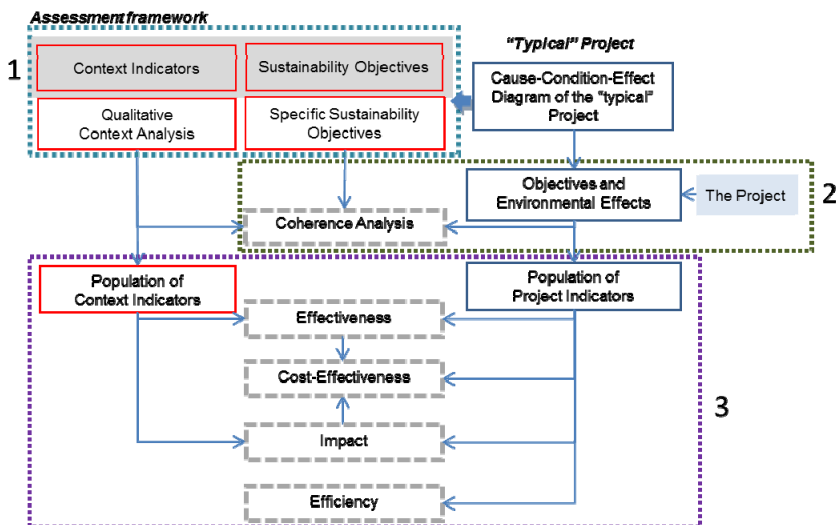 Assessment framework
"Typical" Project
1
Context Indicators
Sustainability Objectives
Cause-Condition-Effect
Diagram of the "typical"
Project
Qualitative
Context Analysis
Specific Sustainability
Objectives
Objectives and
Environmental Effects
The Project
2
Coherence Analysis
Population of
Context Indicators
Population of
Project Indicators
Effectiveness
Cost-Effectiveness
3
Impact
Efficiency